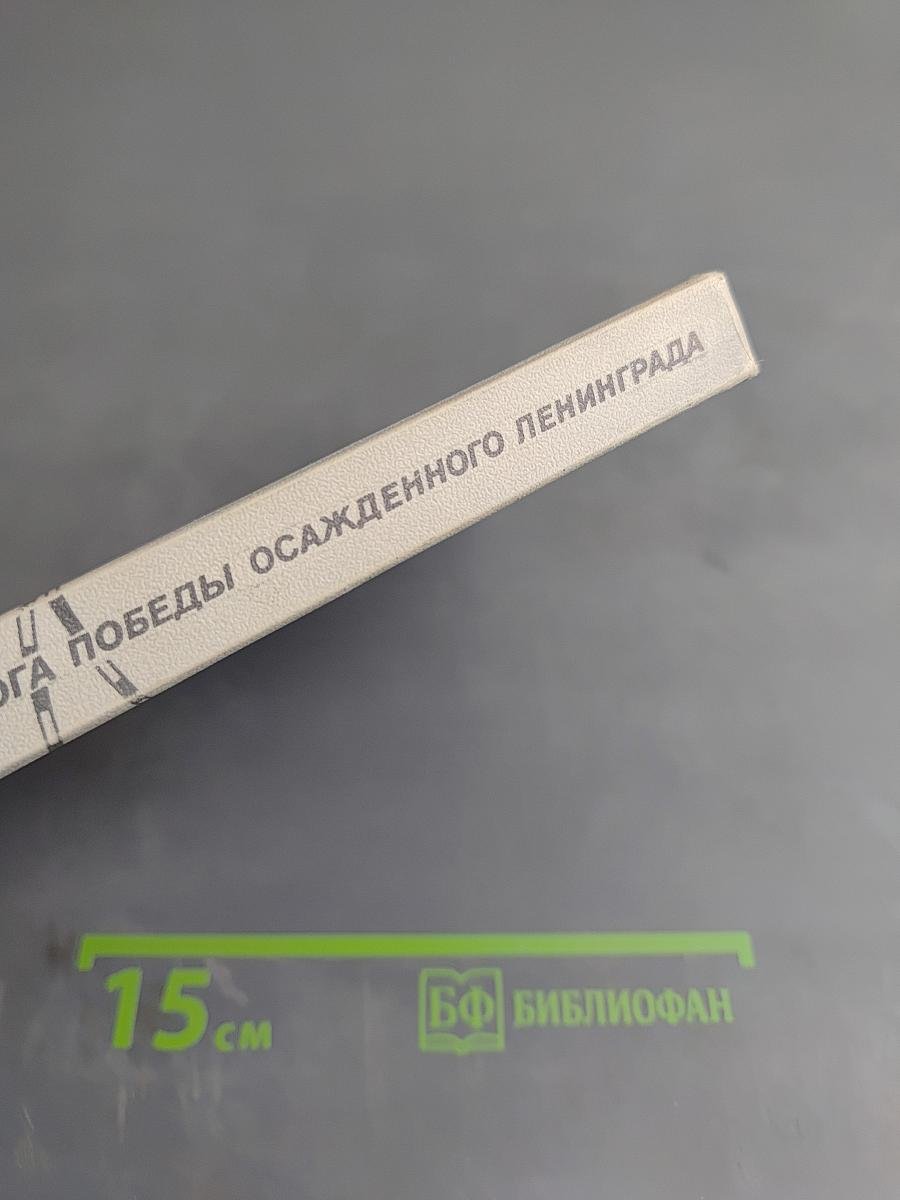 ОГА ПОБЕДЫ ОСАЖДЕННОГО ЛЕНИНГРАДА
15 см
БФ БИБЛИОФАН